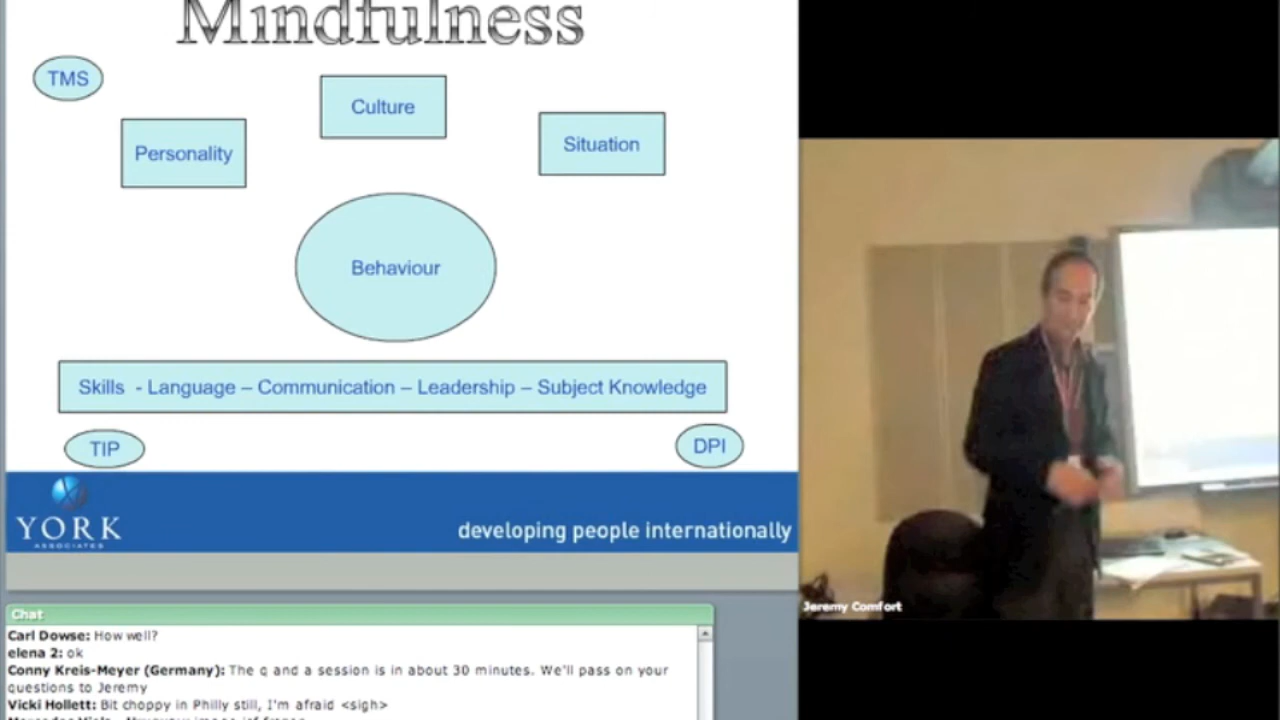 Mindfulness
TMS
Culture
Situation
Personality
Behaviour
Skills - Language – Communication – Leadership – Subject Knowledge
TIP
DPI
YORK
ASSOCIATES
developing people internationally
Jeremy Comfort
Chat
Carl Dowse: How well?
elena 2: ok
Conny Kreis-Meyer (Germany): The q and a session is in about 30 minutes. We'll pass on your
questions to Jeremy
Vicki Hollett: Bit choppy in Philly still, I'm afraid <sigh>